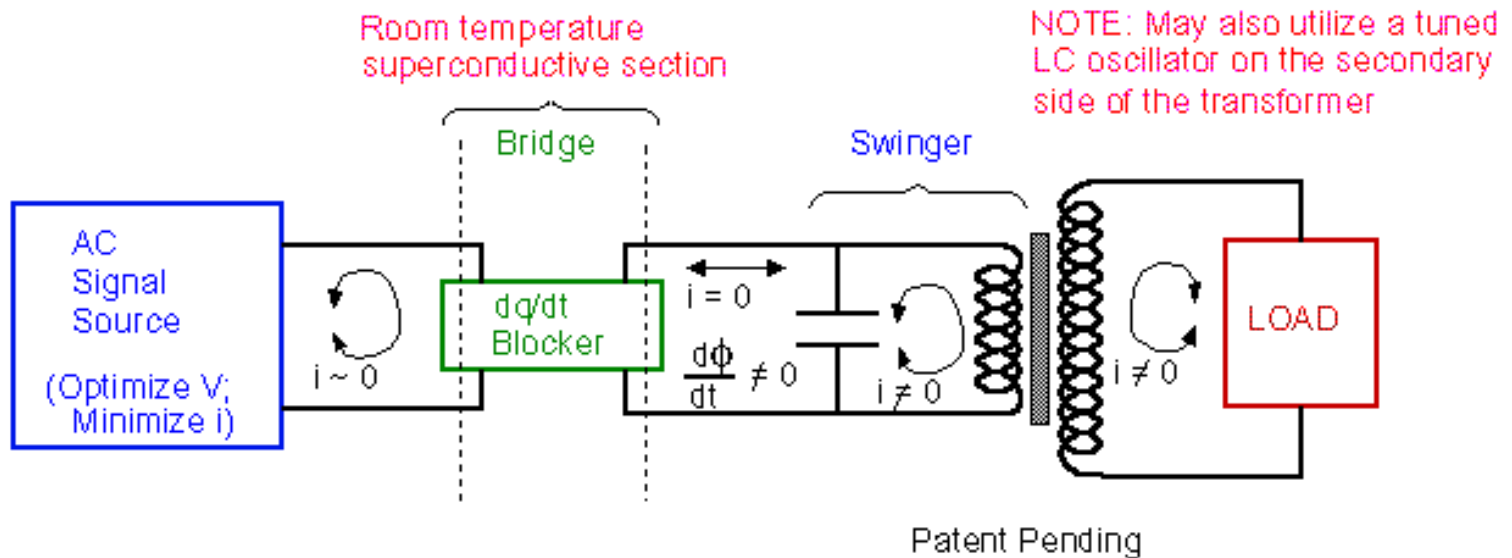 Room temperature
superconductive section
NOTE: May also utilize a tuned
LC oscillator on the secondary
side of the transformer
Bridge
Swinger
AC
Signal
Source
(Optimize V;
Minimize i)
i ~ 0
dq/dt
Blocker
i = 0
dϕ/dt ≠ 0
i ≠ 0
i ≠ 0
LOAD
Patent Pending